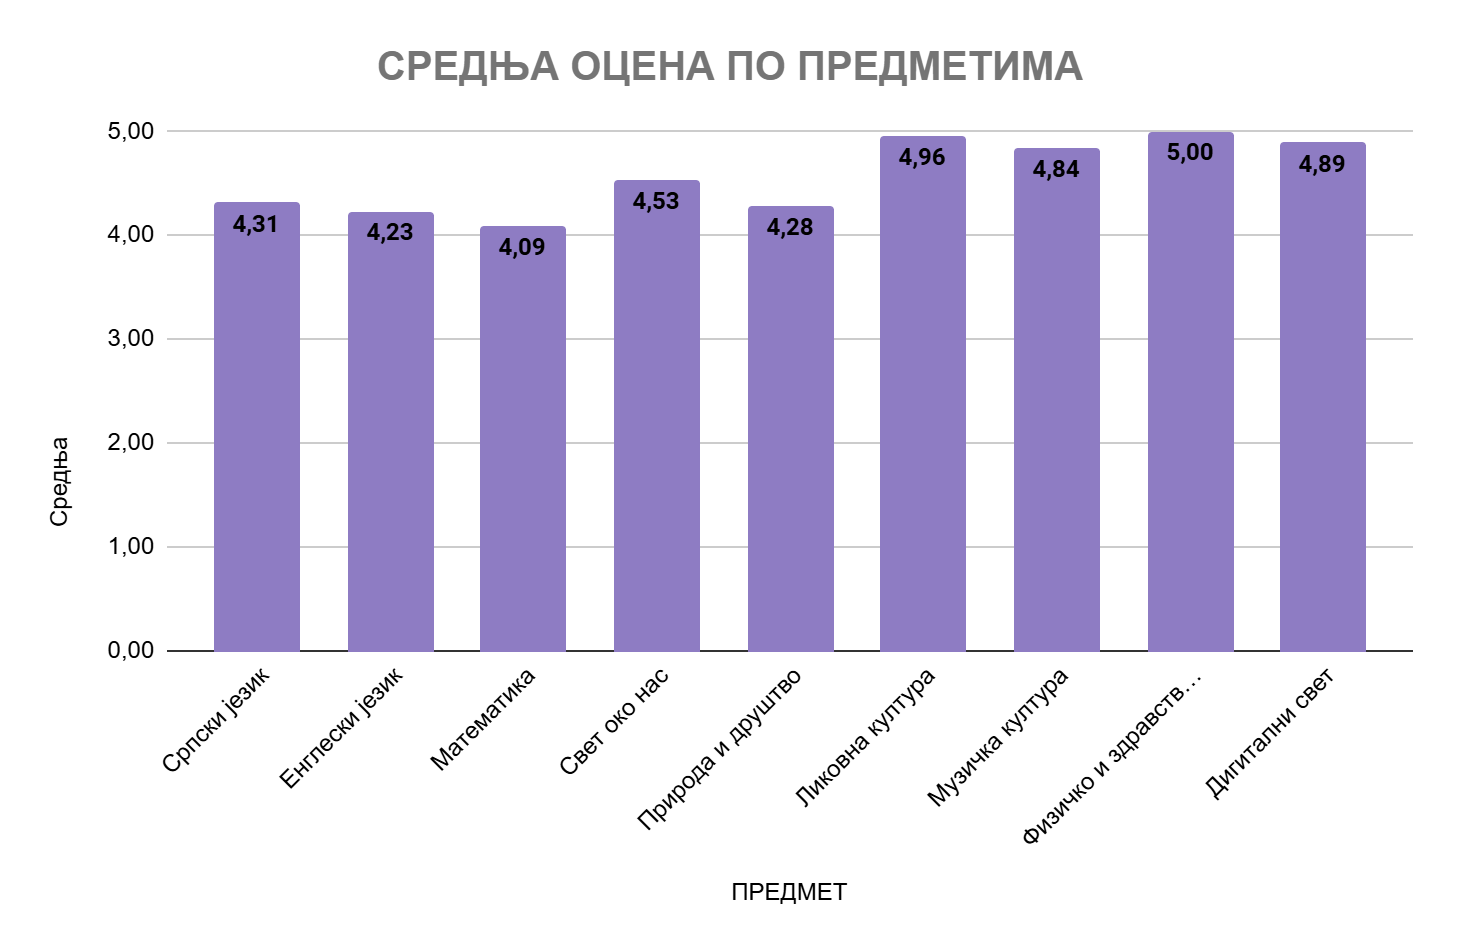 СРЕДЊА ОЦЕНА ПО ПРЕДМЕТИМА
Средња
5,00
4,00
3,00
2,00
1,00
0,00
4,31
4,23
4,09
4,53
4,28
4,96
4,84
5,00
4,89
Српски језик
Енглески језик
Математика
Свет око нас
Природа и друштво
Ликовна култура
Музичка култура
Физичко и здравств…
Дигитални свет
ПРЕДМЕТ